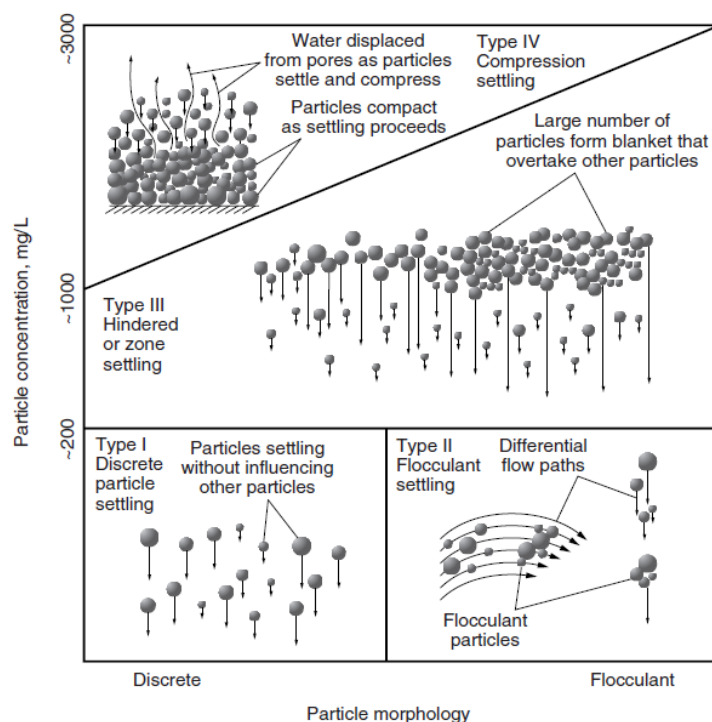 ~3000
Water displaced
from pores as particles
settle and compress
Type IV
Compression
settling
Particles compact
as settling proceeds
Large number of
particles form blanket that
overtake other particles
Particle concentration, mg/L
~1000
Type III
Hindered
or zone
settling
~200
Type I
Discrete
particle
settling
Particles settling
without influencing
other particles
Type II
Flocculant
settling
Differential
flow paths
Flocculant
particles
Discrete
Flocculant
Particle morphology